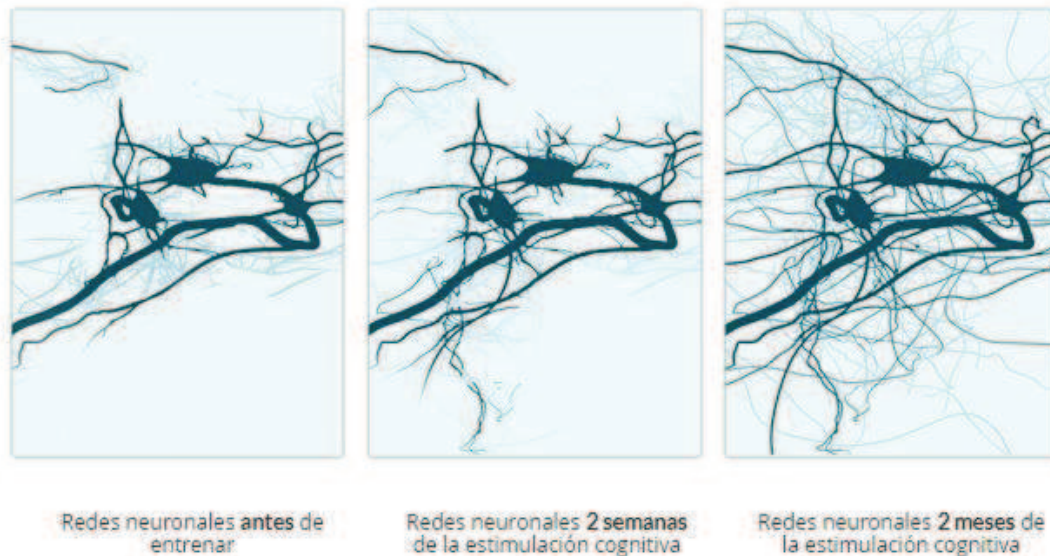 Redes neuronales antes de
entrenar
Redes neuronales 2 semanas
de la estimulación cognitiva
Redes neuronales 2 meses de
la estimulación cognitiva